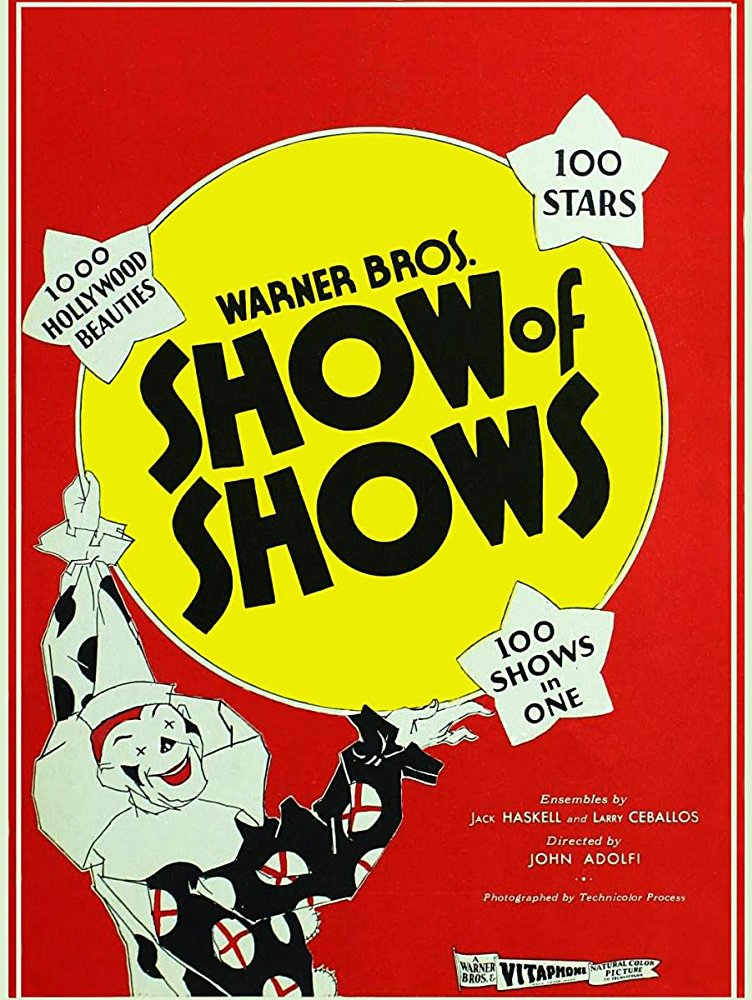 100
STARS
1000
HOLLYWOOD
BEAUTIES
WARNER BROS.
SHOW of
SHOWS
100
SHOWS
in
ONE
Ensembles by
JACK HASKELL and LARRY CEBALLOS
Directed by
JOHN ADOLFI
Photographed by Technicolor Process
A
WARNER
BROS. &
VITAPHONE
NATURAL COLOR
PICTURE